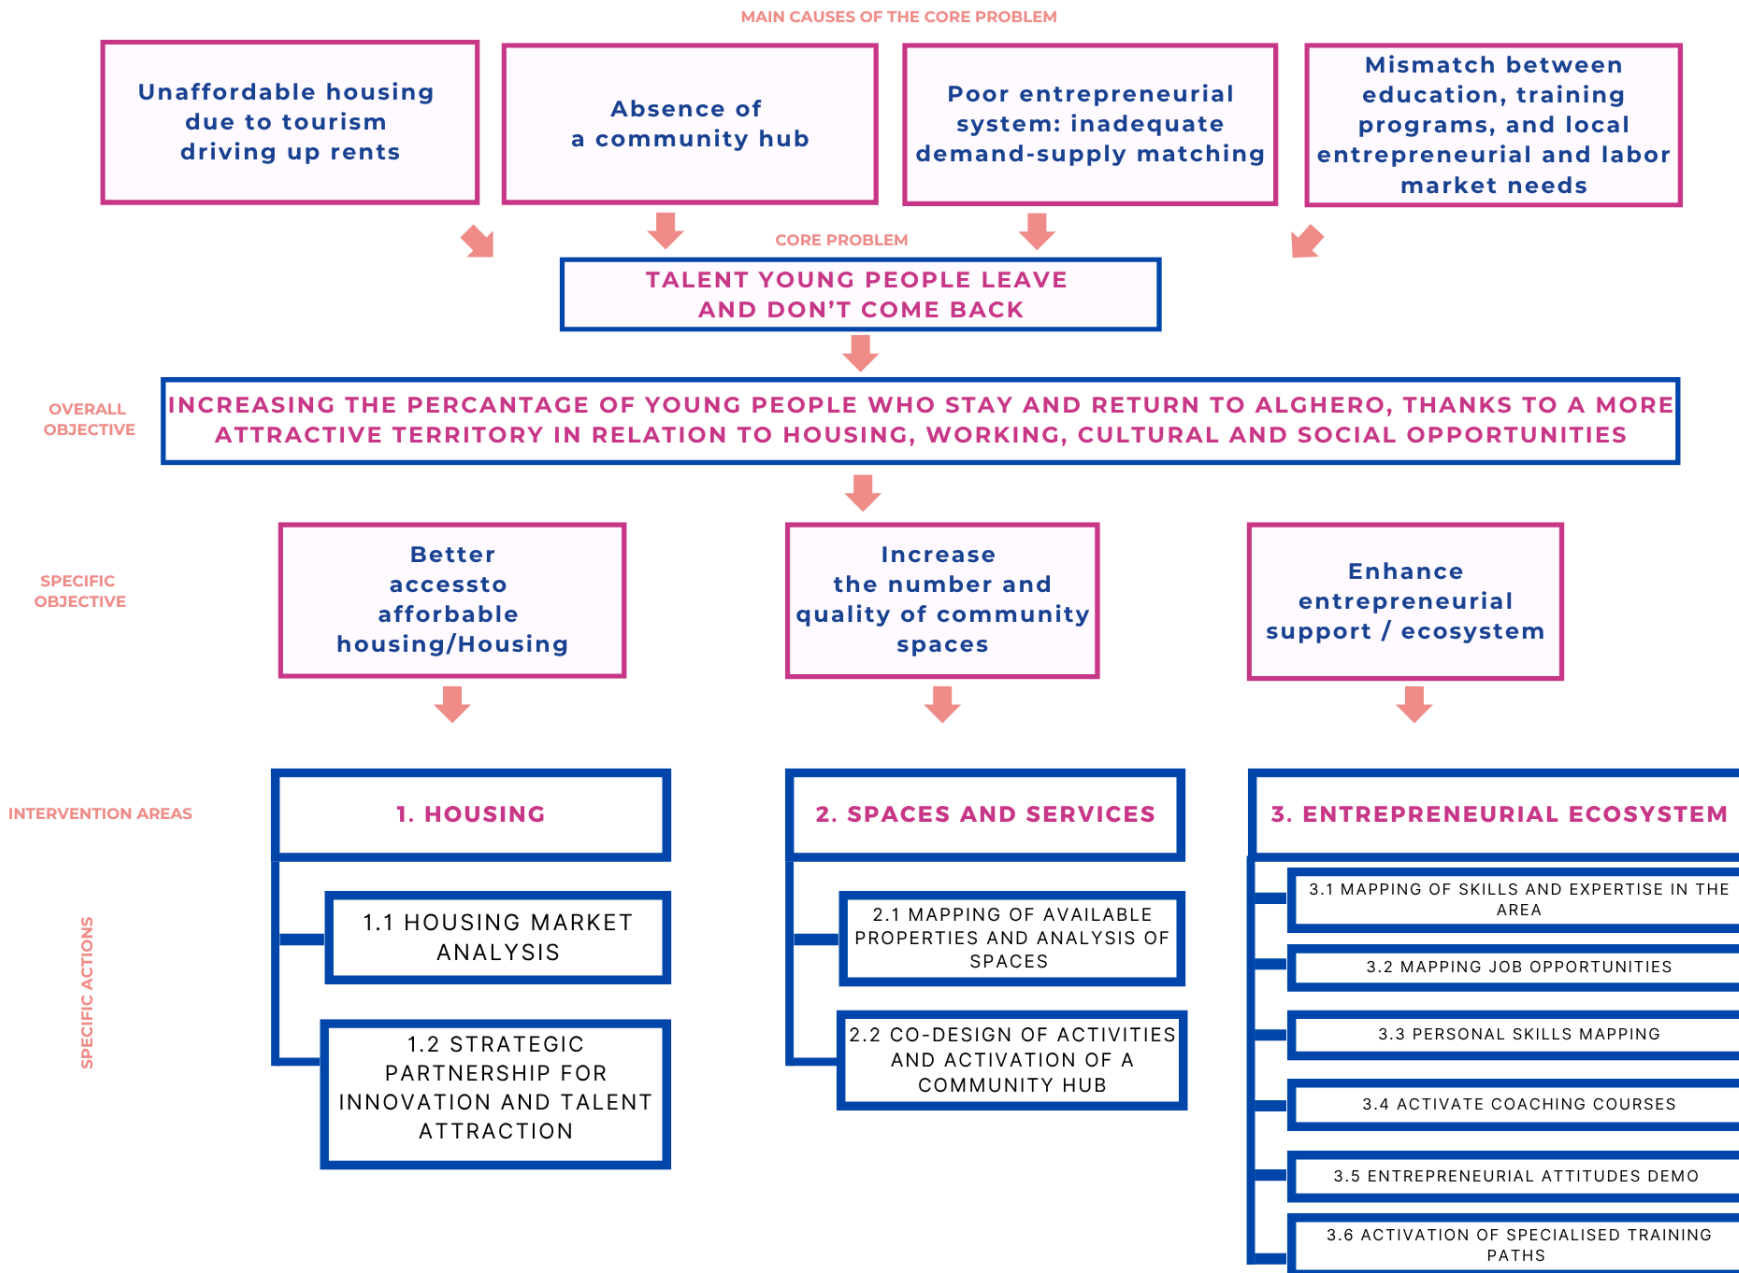 MAIN CAUSES OF THE CORE PROBLEM
Unaffordable housing
due to tourism
driving up rents
Absence of
a community hub
Poor entrepreneurial
system: inadequate
demand-supply matching
Mismatch between
education, training
programs, and local
entrepreneurial and labor
market needs
CORE PROBLEM
TALENT YOUNG PEOPLE LEAVE
AND DON'T COME BACK
OVERALL
OBJECTIVE
INCREASING THE PERCANTAGE OF YOUNG PEOPLE WHO STAY AND RETURN TO ALGHERO, THANKS TO A MORE
ATTRACTIVE TERRITORY IN RELATION TO HOUSING, WORKING, CULTURAL AND SOCIAL OPPORTUNITIES
SPECIFIC
OBJECTIVE
Better
accessto
afforbable
housing/Housing
Increase
the number and
quality of community
spaces
Enhance
entrepreneurial
support / ecosystem
INTERVENTION AREAS
1. HOUSING
2. SPACES AND SERVICES
3. ENTREPRENEURIAL ECOSYSTEM
SPECIFIC ACTIONS
1.1 HOUSING MARKET
ANALYSIS
1.2 STRATEGIC
PARTNERSHIP FOR
INNOVATION AND TALENT
ATTRACTION
2.1 MAPPING OF AVAILABLE
PROPERTIES AND ANALYSIS OF
SPACES
2.2 CO-DESIGN OF ACTIVITIES
AND ACTIVATION OF A
COMMUNITY HUB
3.1 MAPPING OF SKILLS AND EXPERTISE IN THE
AREA
3.2 MAPPING JOB OPPORTUNITIES
3.3 PERSONAL SKILLS MAPPING
3.4 ACTIVATE COACHING COURSES
3.5 ENTREPRENEURIAL ATTITUDES DEMO
3.6 ACTIVATION OF SPECIALISED TRAINING
PATHS